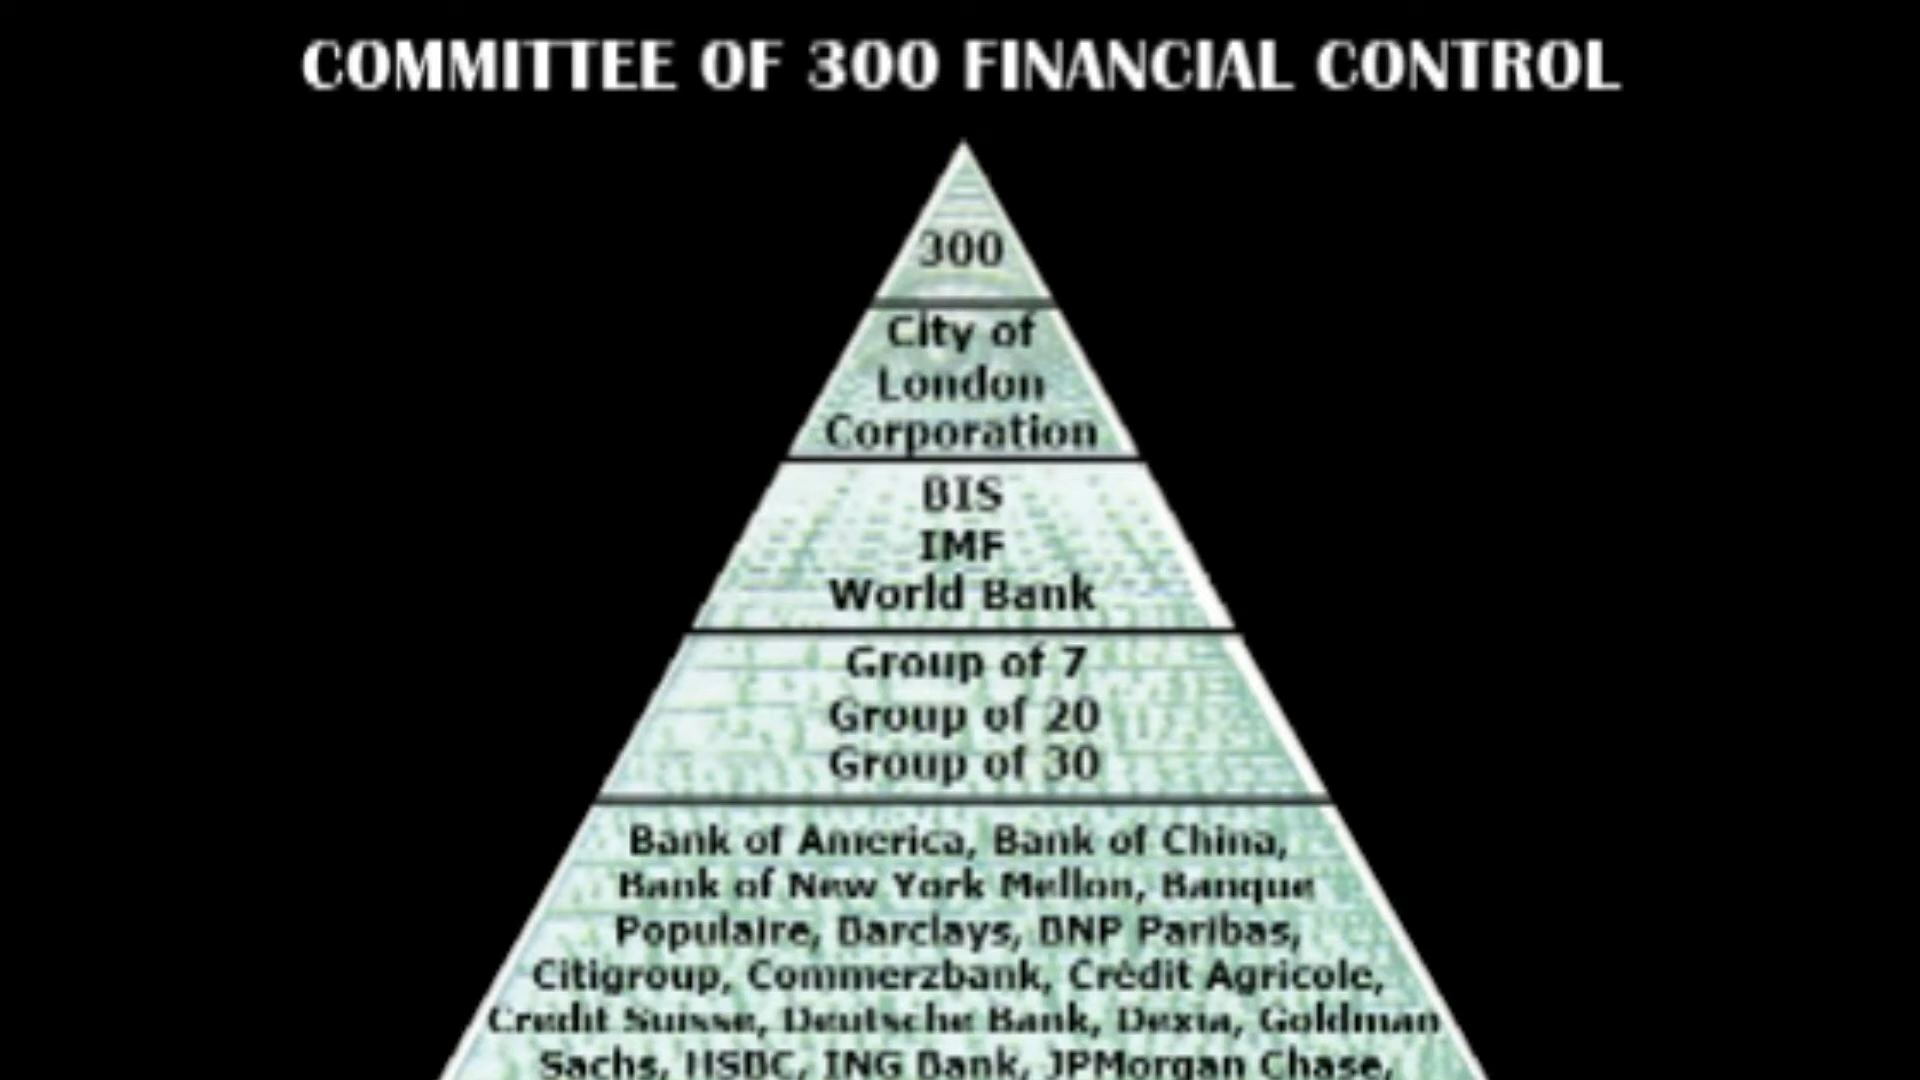 COMMITTEE OF 300 FINANCIAL CONTROL
300
City of
London
Corporation
BIS
IMF
World Bank
Group of 7
Group of 20
Group of 30
Bank of America, Bank of China,
Bank of New York Mellon, Banque
Populaire, Barclays, BNP Paribas,
Citigroup, Commerzbank, Crédit Agricole,
Credit Suisse, Deutsche Bank, Dexia, Goldman
Sachs, HSBC, ING Bank, JPMorgan Chase,